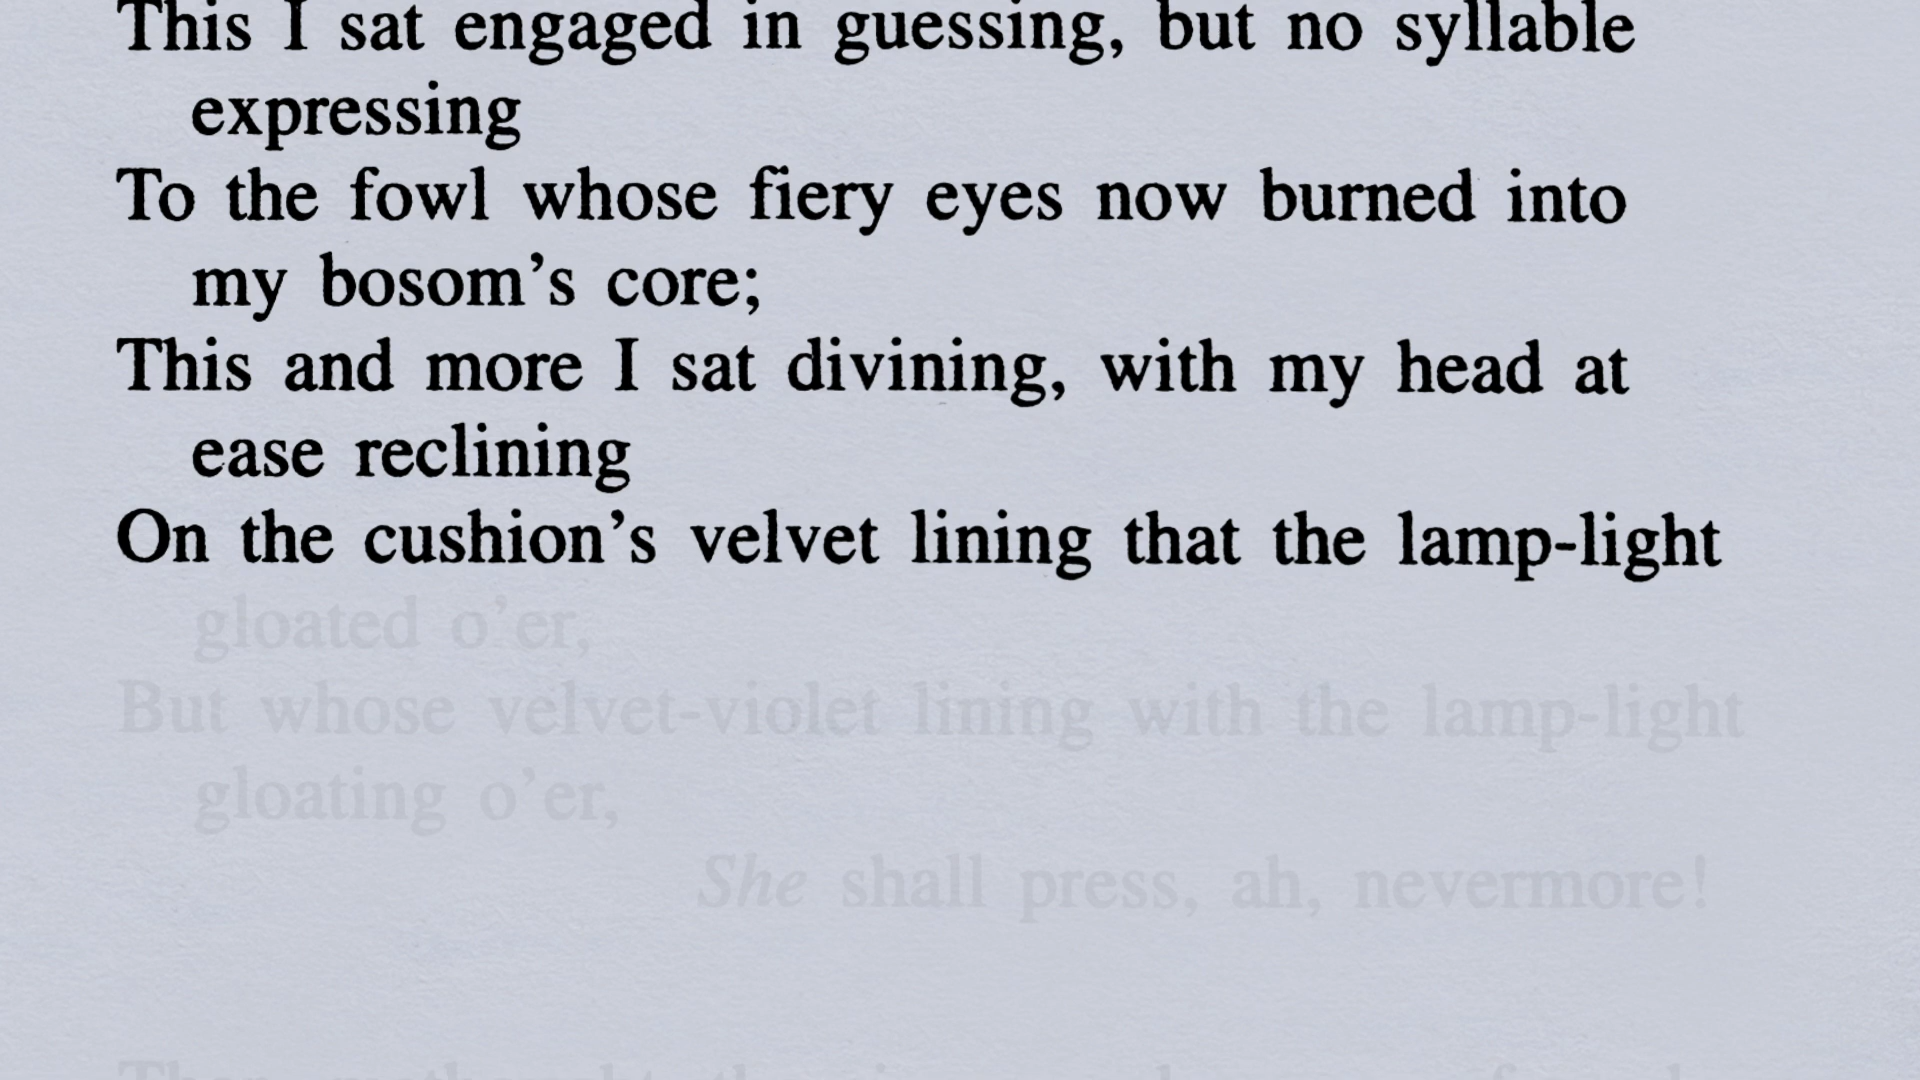 This I sat engaged in guessing, but no syllable
expressing
To the fowl whose fiery eyes now burned into
my bosom’s core;
This and more I sat divining, with my head at
ease reclining
On the cushion’s velvet lining that the lamp-light
gloated o’er,
But whose velvet-violet lining with the lamp-light
gloating o’er,
She shall press, ah, nevermore!